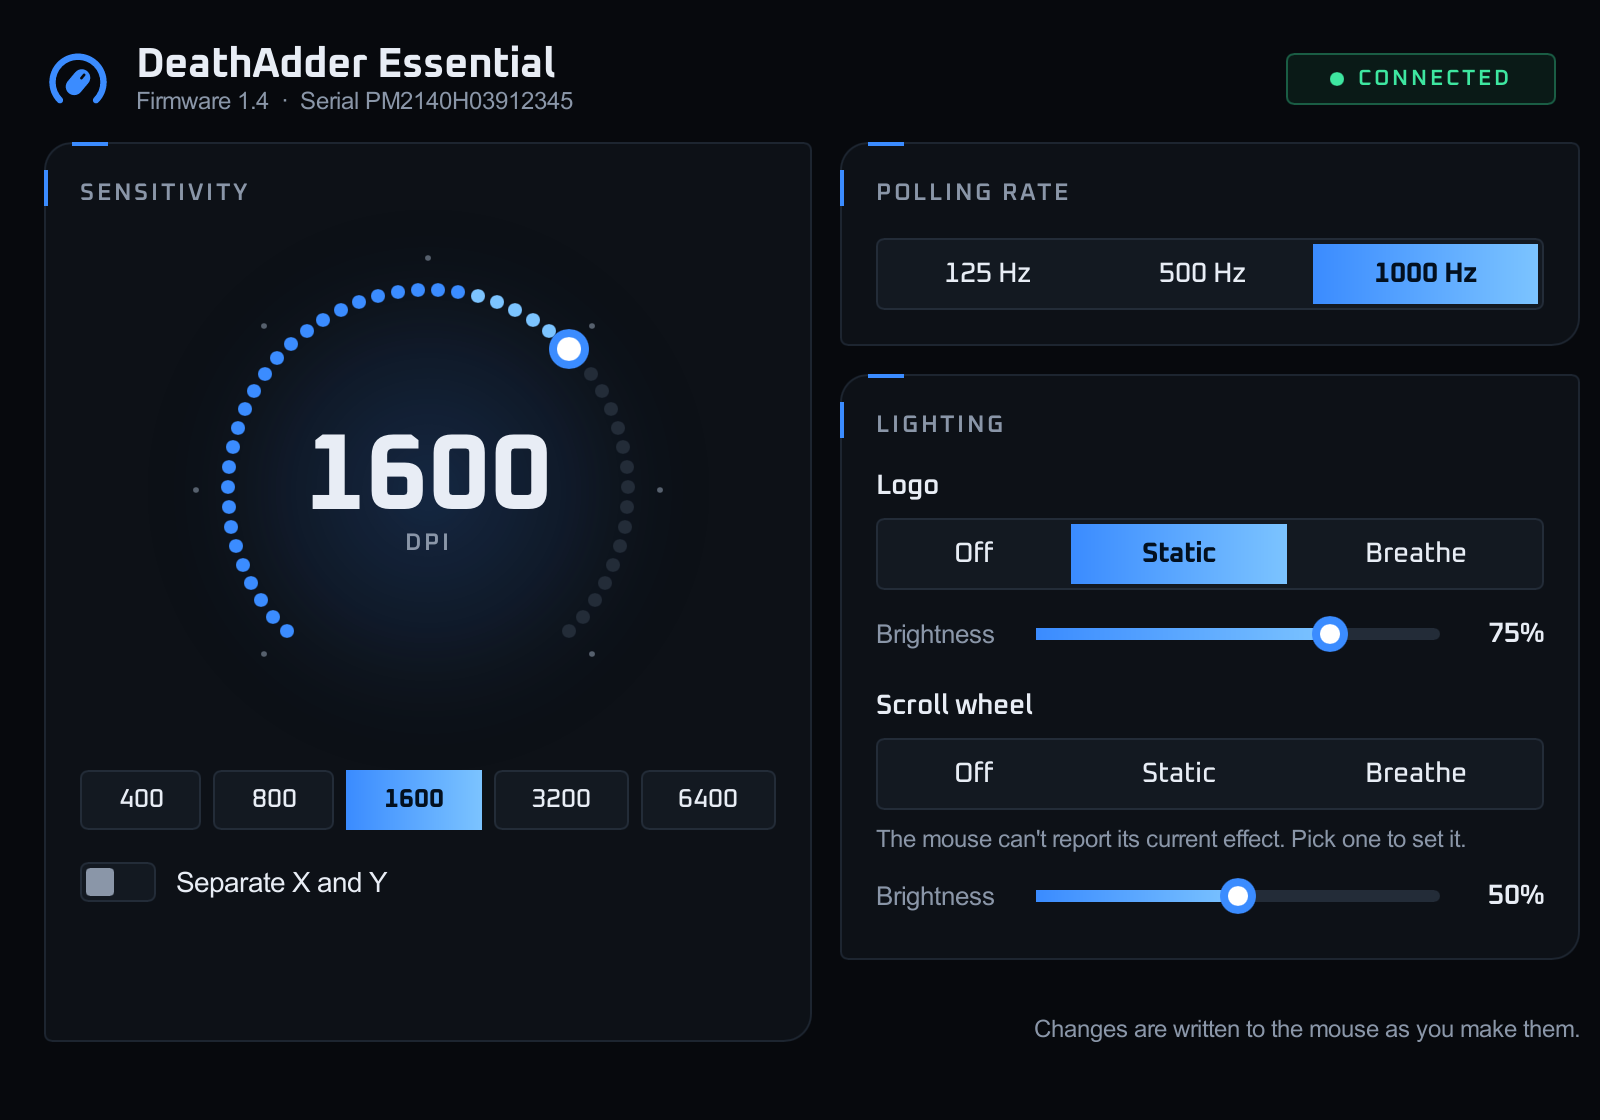 DeathAdder Essential
Firmware 1.4 · Serial PM2140H03912345
CONNECTED
SENSITIVITY
1600
DPI
400 800 1600 3200 6400
Separate X and Y
POLLING RATE
125 Hz 500 Hz 1000 Hz
LIGHTING
Logo
Off Static Breathe
Brightness 75%
Scroll wheel
Off Static Breathe
The mouse can't report its current effect. Pick one to set it.
Brightness 50%
Changes are written to the mouse as you make them.